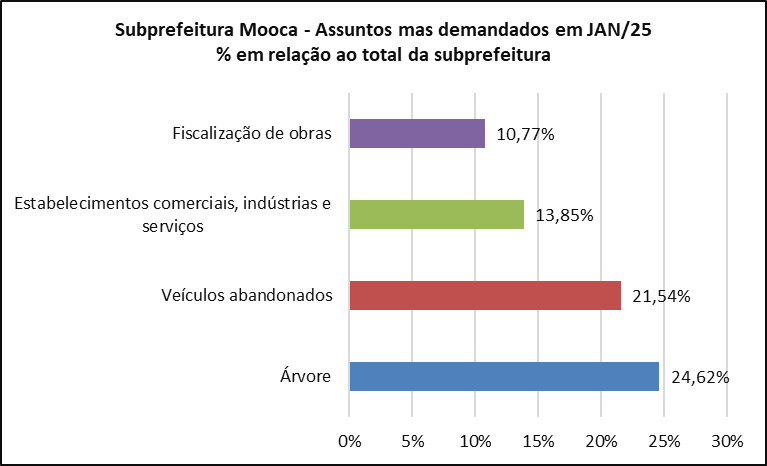 Subprefeitura Mooca - Assuntos mas demandados em JAN/25
% em relação ao total da subprefeitura
Fiscalização de obras
10,77%
Estabelecimentos comerciais, indústrias e
serviços
13,85%
Veículos abandonados
21,54%
Árvore
24,62%
0% 5% 10% 15% 20% 25% 30%